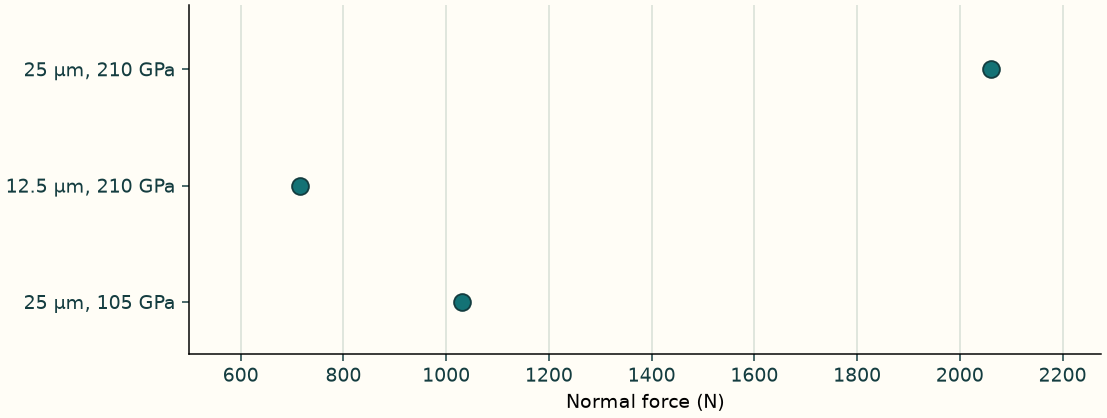 25 µm, 210 GPa
12.5 µm, 210 GPa
25 µm, 105 GPa
600 800 1000 1200 1400 1600 1800 2000 2200
Normal force (N)